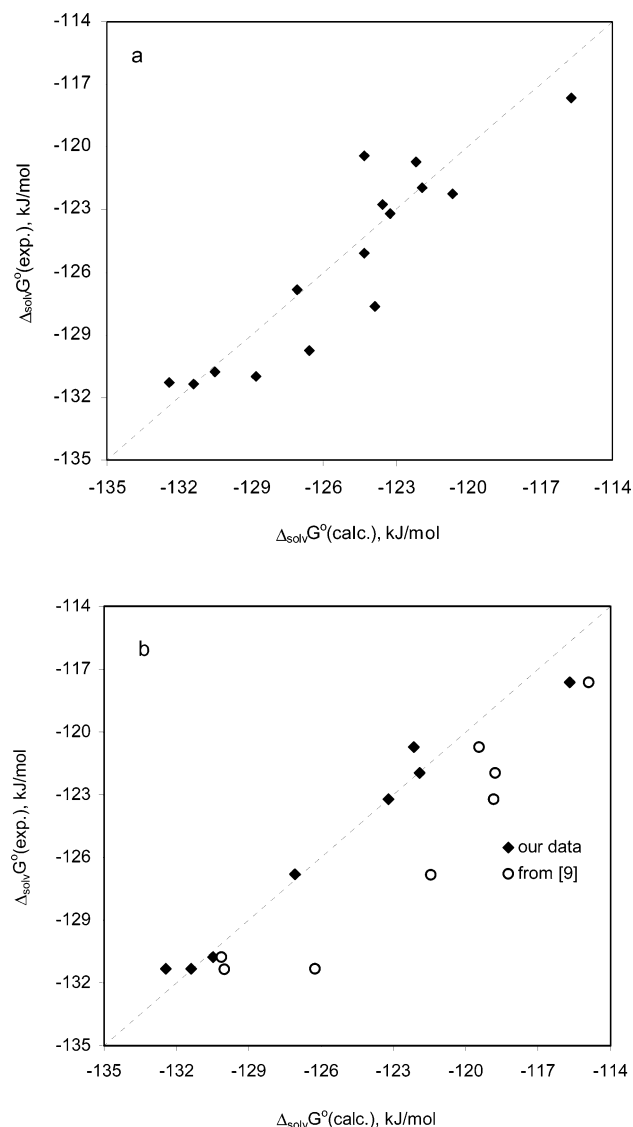 -114
a
-117
-120
-123
-126
-129
-132
-135
ΔsolvGº(exp.), kJ/mol
-135 -132 -129 -126 -123 -120 -117 -114
ΔsolvGº(calc.), kJ/mol
-114
b
-117
-120
-123
-126
-129
-132
-135
ΔsolvGº(exp.), kJ/mol
our data
from [9]
-135 -132 -129 -126 -123 -120 -117 -114
ΔsolvGº(calc.), kJ/mol